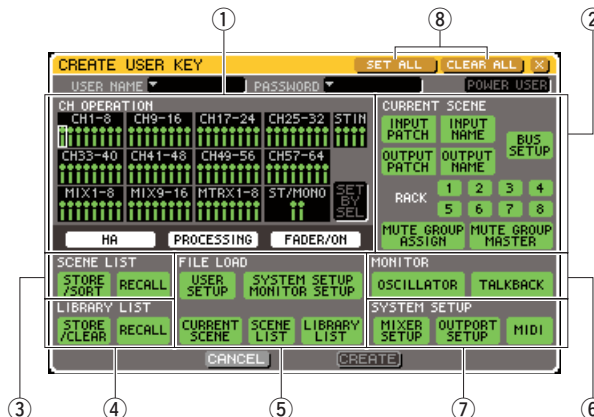 ① ⑧ ②
CREATE USER KEY SET ALL CLEAR ALL X
USER NAME PASSWORD POWER USER
CH OPERATION
CH1-8 CH9-16 CH17-24 CH25-32 STIN
CH33-40 CH41-48 CH49-56 CH57-64
MIX1-8 MIX9-16 MTRX1-8 ST/MONO SET BY SEL
HA PROCESSING FADER/ON
CURRENT SCENE
INPUT PATCH INPUT NAME BUS SETUP
OUTPUT PATCH OUTPUT NAME
RACK 1 2 3 4
5 6 7 8
MUTE GROUP ASSIGN MUTE GROUP MASTER
SCENE LIST
STORE /SORT RECALL
LIBRARY LIST
STORE /CLEAR RECALL
FILE LOAD
USER SETUP SYSTEM SETUP MONITOR SETUP
CURRENT SCENE SCENE LIST LIBRARY LIST
MONITOR
OSCILLATOR TALKBACK
SYSTEM SETUP
MIXER SETUP OUTPORT SETUP MIDI
CANCEL CREATE
③ ④ ⑤ ⑦ ⑥